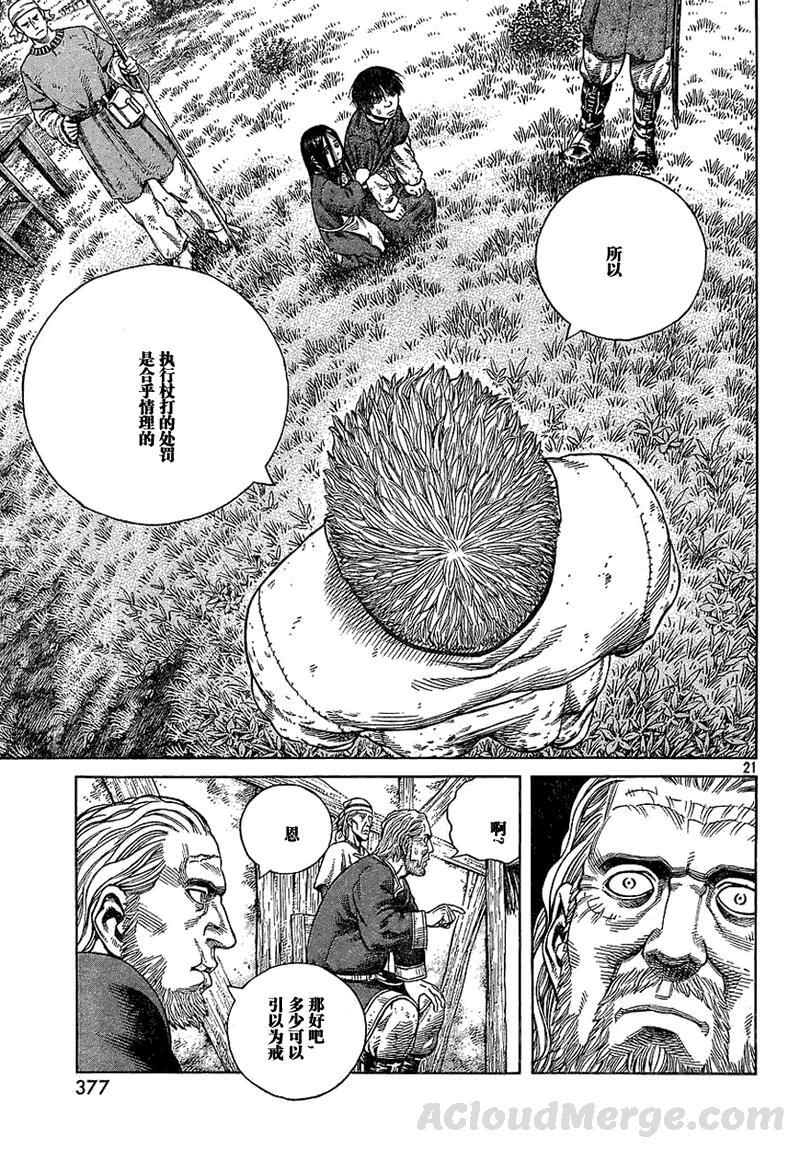 所以
执行杖打的处罚
是合乎情理的
21
啊?
恩
那好吧,
多少可以
引以为戒
377
ACloudMerge.com